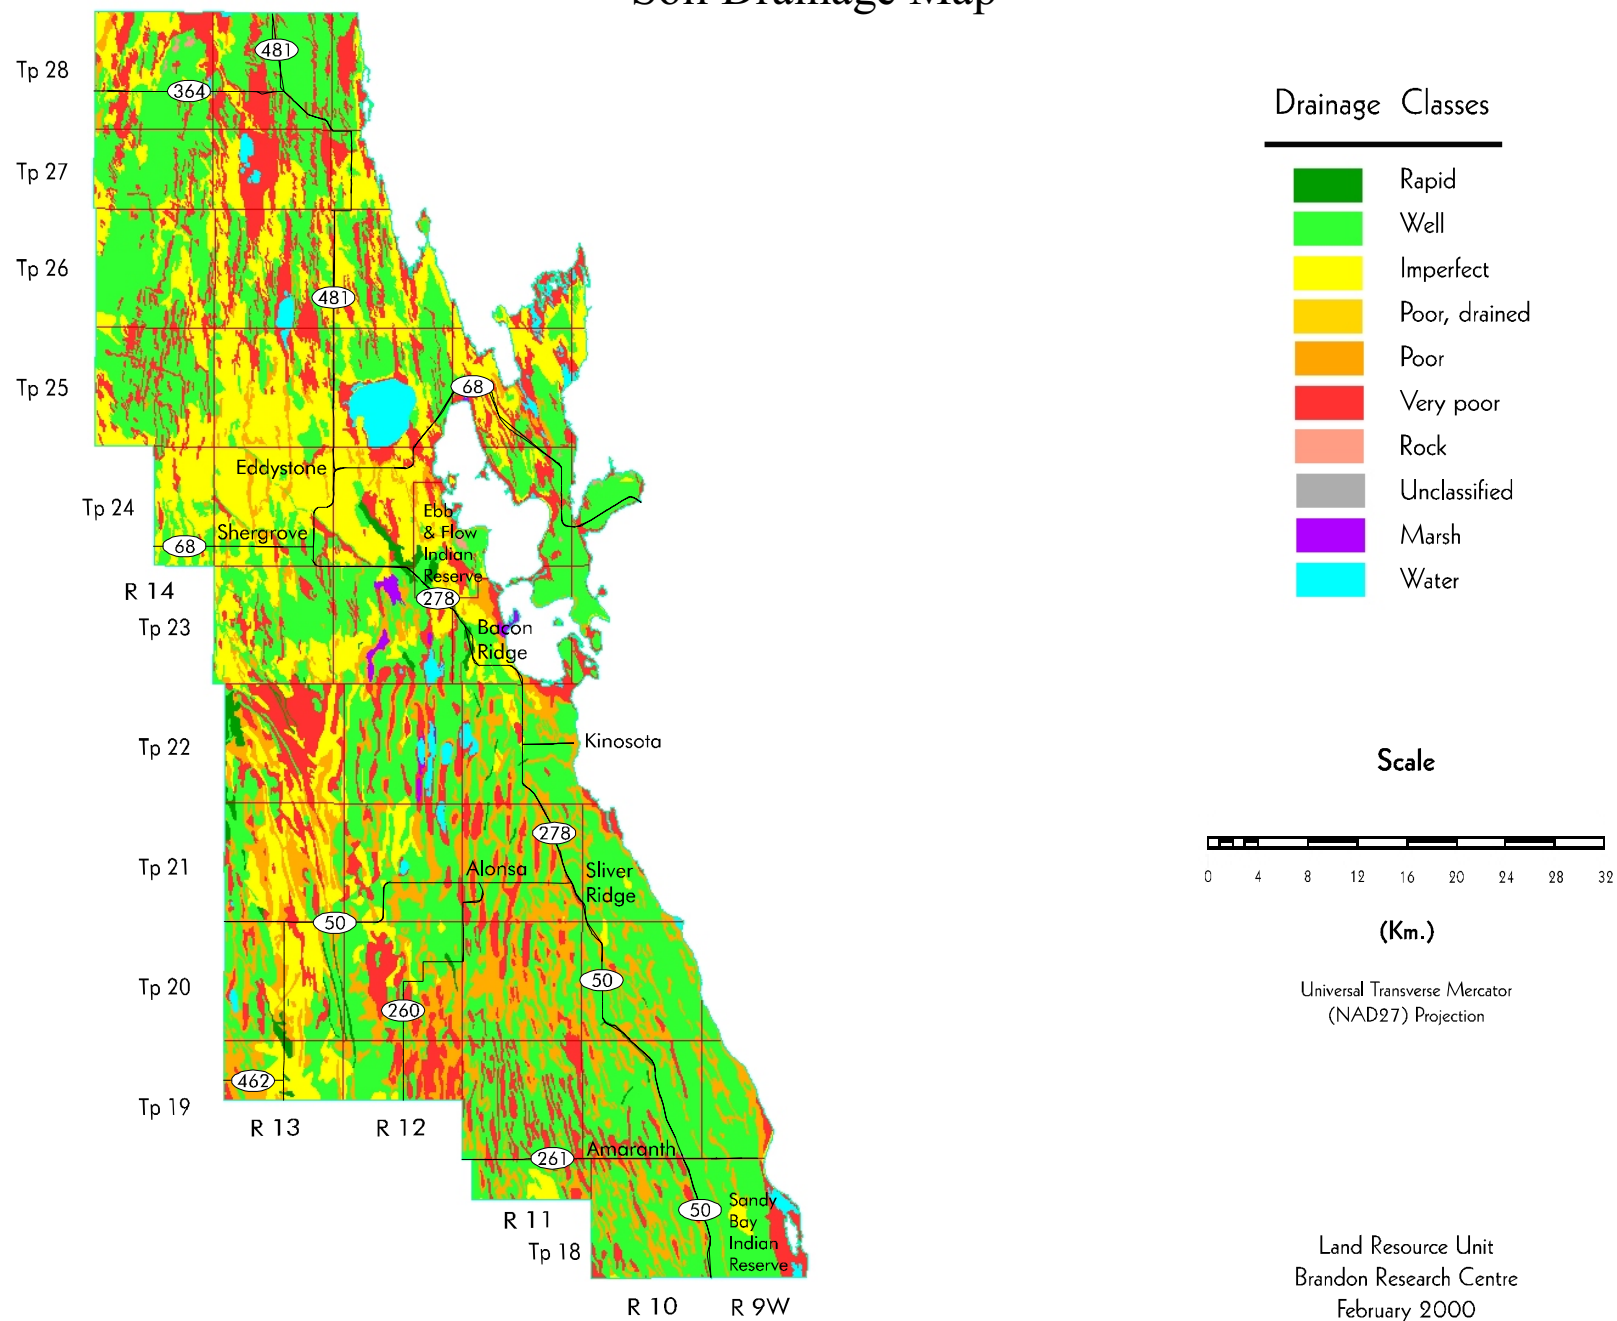 Soil Drainage Map
Tp 28
Tp 27
Tp 26
Tp 25
Tp 24
R 14
Tp 23
Tp 22
Tp 21
Tp 20
Tp 19
R 13
R 12
R 11
Tp 18
R 10
R 9W
481
364
481
68
Eddystone
Ebb
& Flow
Indian
Reserve
Shergrove
68
278
Bacon
Ridge
Kinosota
278
Alonsa
Sliver
Ridge
50
50
260
462
261
Amaranth
50
Sandy
Bay
Indian
Reserve
Drainage Classes
Rapid
Well
Imperfect
Poor, drained
Poor
Very poor
Rock
Unclassified
Marsh
Water
Scale
0 4 8 12 16 20 24 28 32
(Km.)
Universal Transverse Mercator
(NAD27) Projection
Land Resource Unit
Brandon Research Centre
February 2000